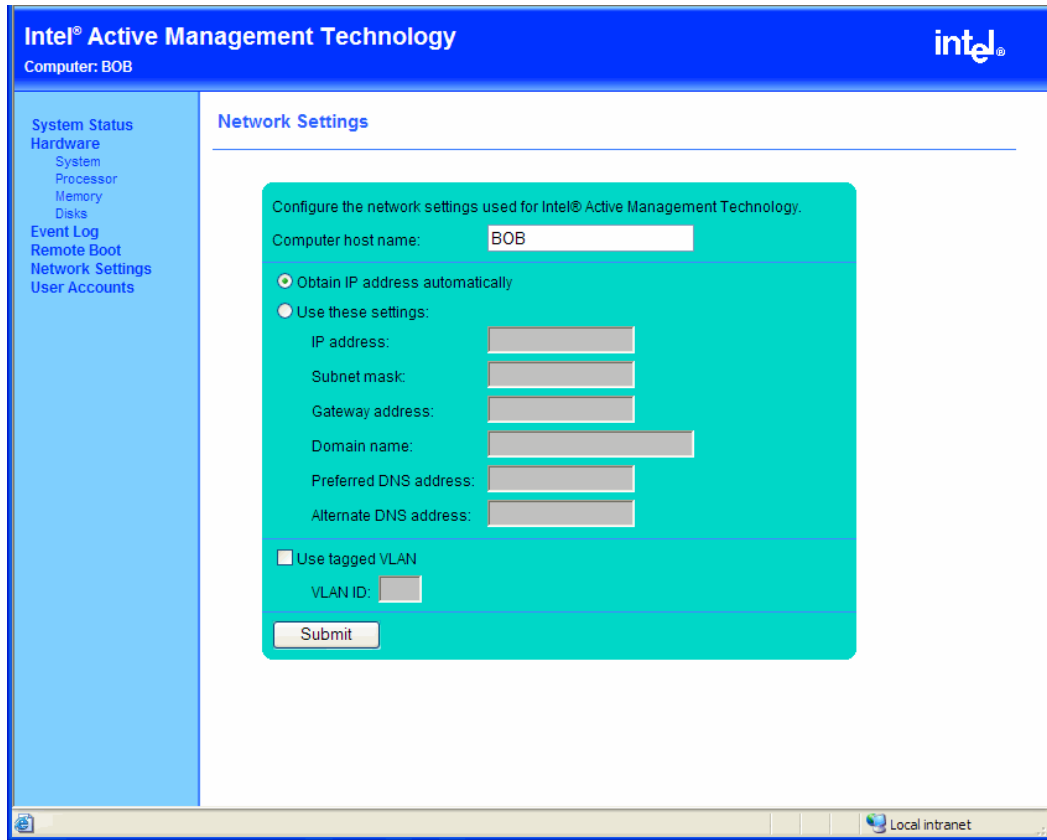 Intel® Active Management Technology
Computer: BOB
intel®
System Status
Hardware
System
Processor
Memory
Disks
Event Log
Remote Boot
Network Settings
User Accounts
Network Settings
Configure the network settings used for Intel® Active Management Technology.
Computer host name: BOB
Obtain IP address automatically
Use these settings:
IP address:
Subnet mask:
Gateway address:
Domain name:
Preferred DNS address:
Alternate DNS address:
Use tagged VLAN
VLAN ID:
Submit
Local intranet